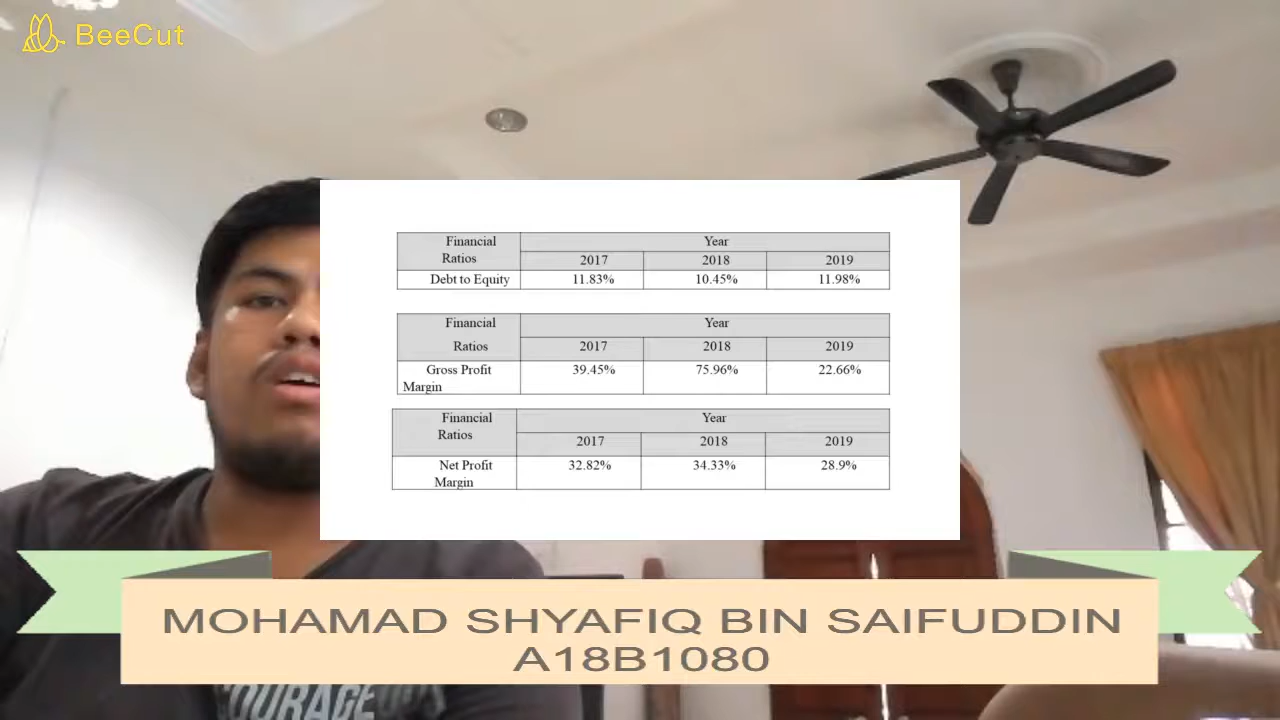 BeeCut
Financial Ratios Year
2017 2018 2019
Debt to Equity 11.83% 10.45% 11.98%
Financial Ratios Year
2017 2018 2019
Gross Profit Margin 39.45% 75.96% 22.66%
Financial Ratios Year
2017 2018 2019
Net Profit Margin 32.82% 34.33% 28.9%
MOHAMAD SHYAFIQ BIN SAIFUDDIN
A18B1080
COURAGE